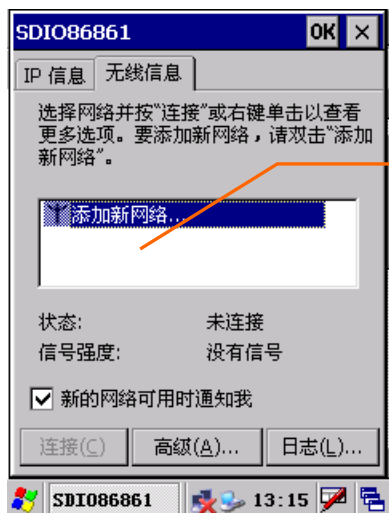 SDIO86861 OK ×
IP 信息 无线信息
选择网络并按“连接”或右键单击以查看
更多选项。要添加新网络，请双击“添加
新网络”。
添加新网络...
状态: 未连接
信号强度: 没有信号
新的网络可用时通知我
连接(C) 高级(A)... 日志(L)...
SDIO86861 13:15